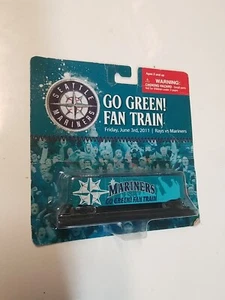 SEATTLE
MARINERS
GO GREEN!
FAN TRAIN
Friday, June 3rd, 2011 | Rays vs Mariners
WARNING:
MARINERS
GO GREEN! FAN TRAIN